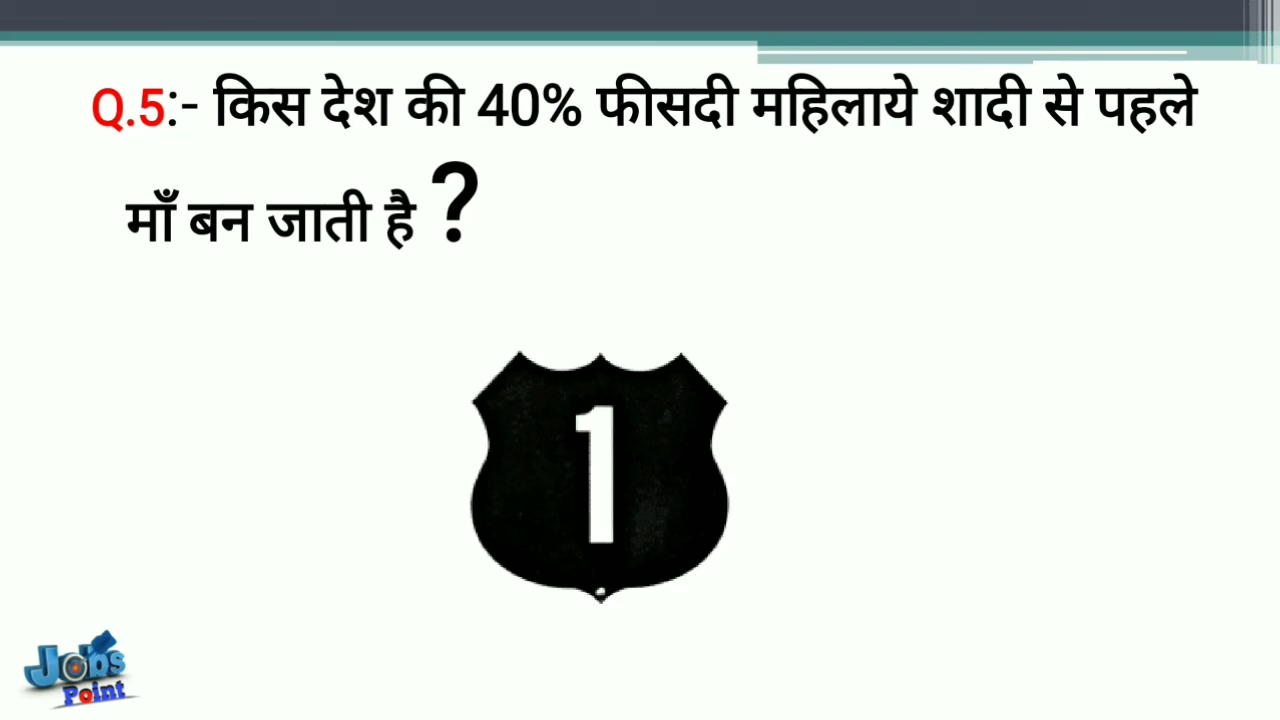 Q.5:- किस देश की 40% फीसदी महिलाये शादी से पहले
माँ बन जाती है ?
1
Jobs
Point